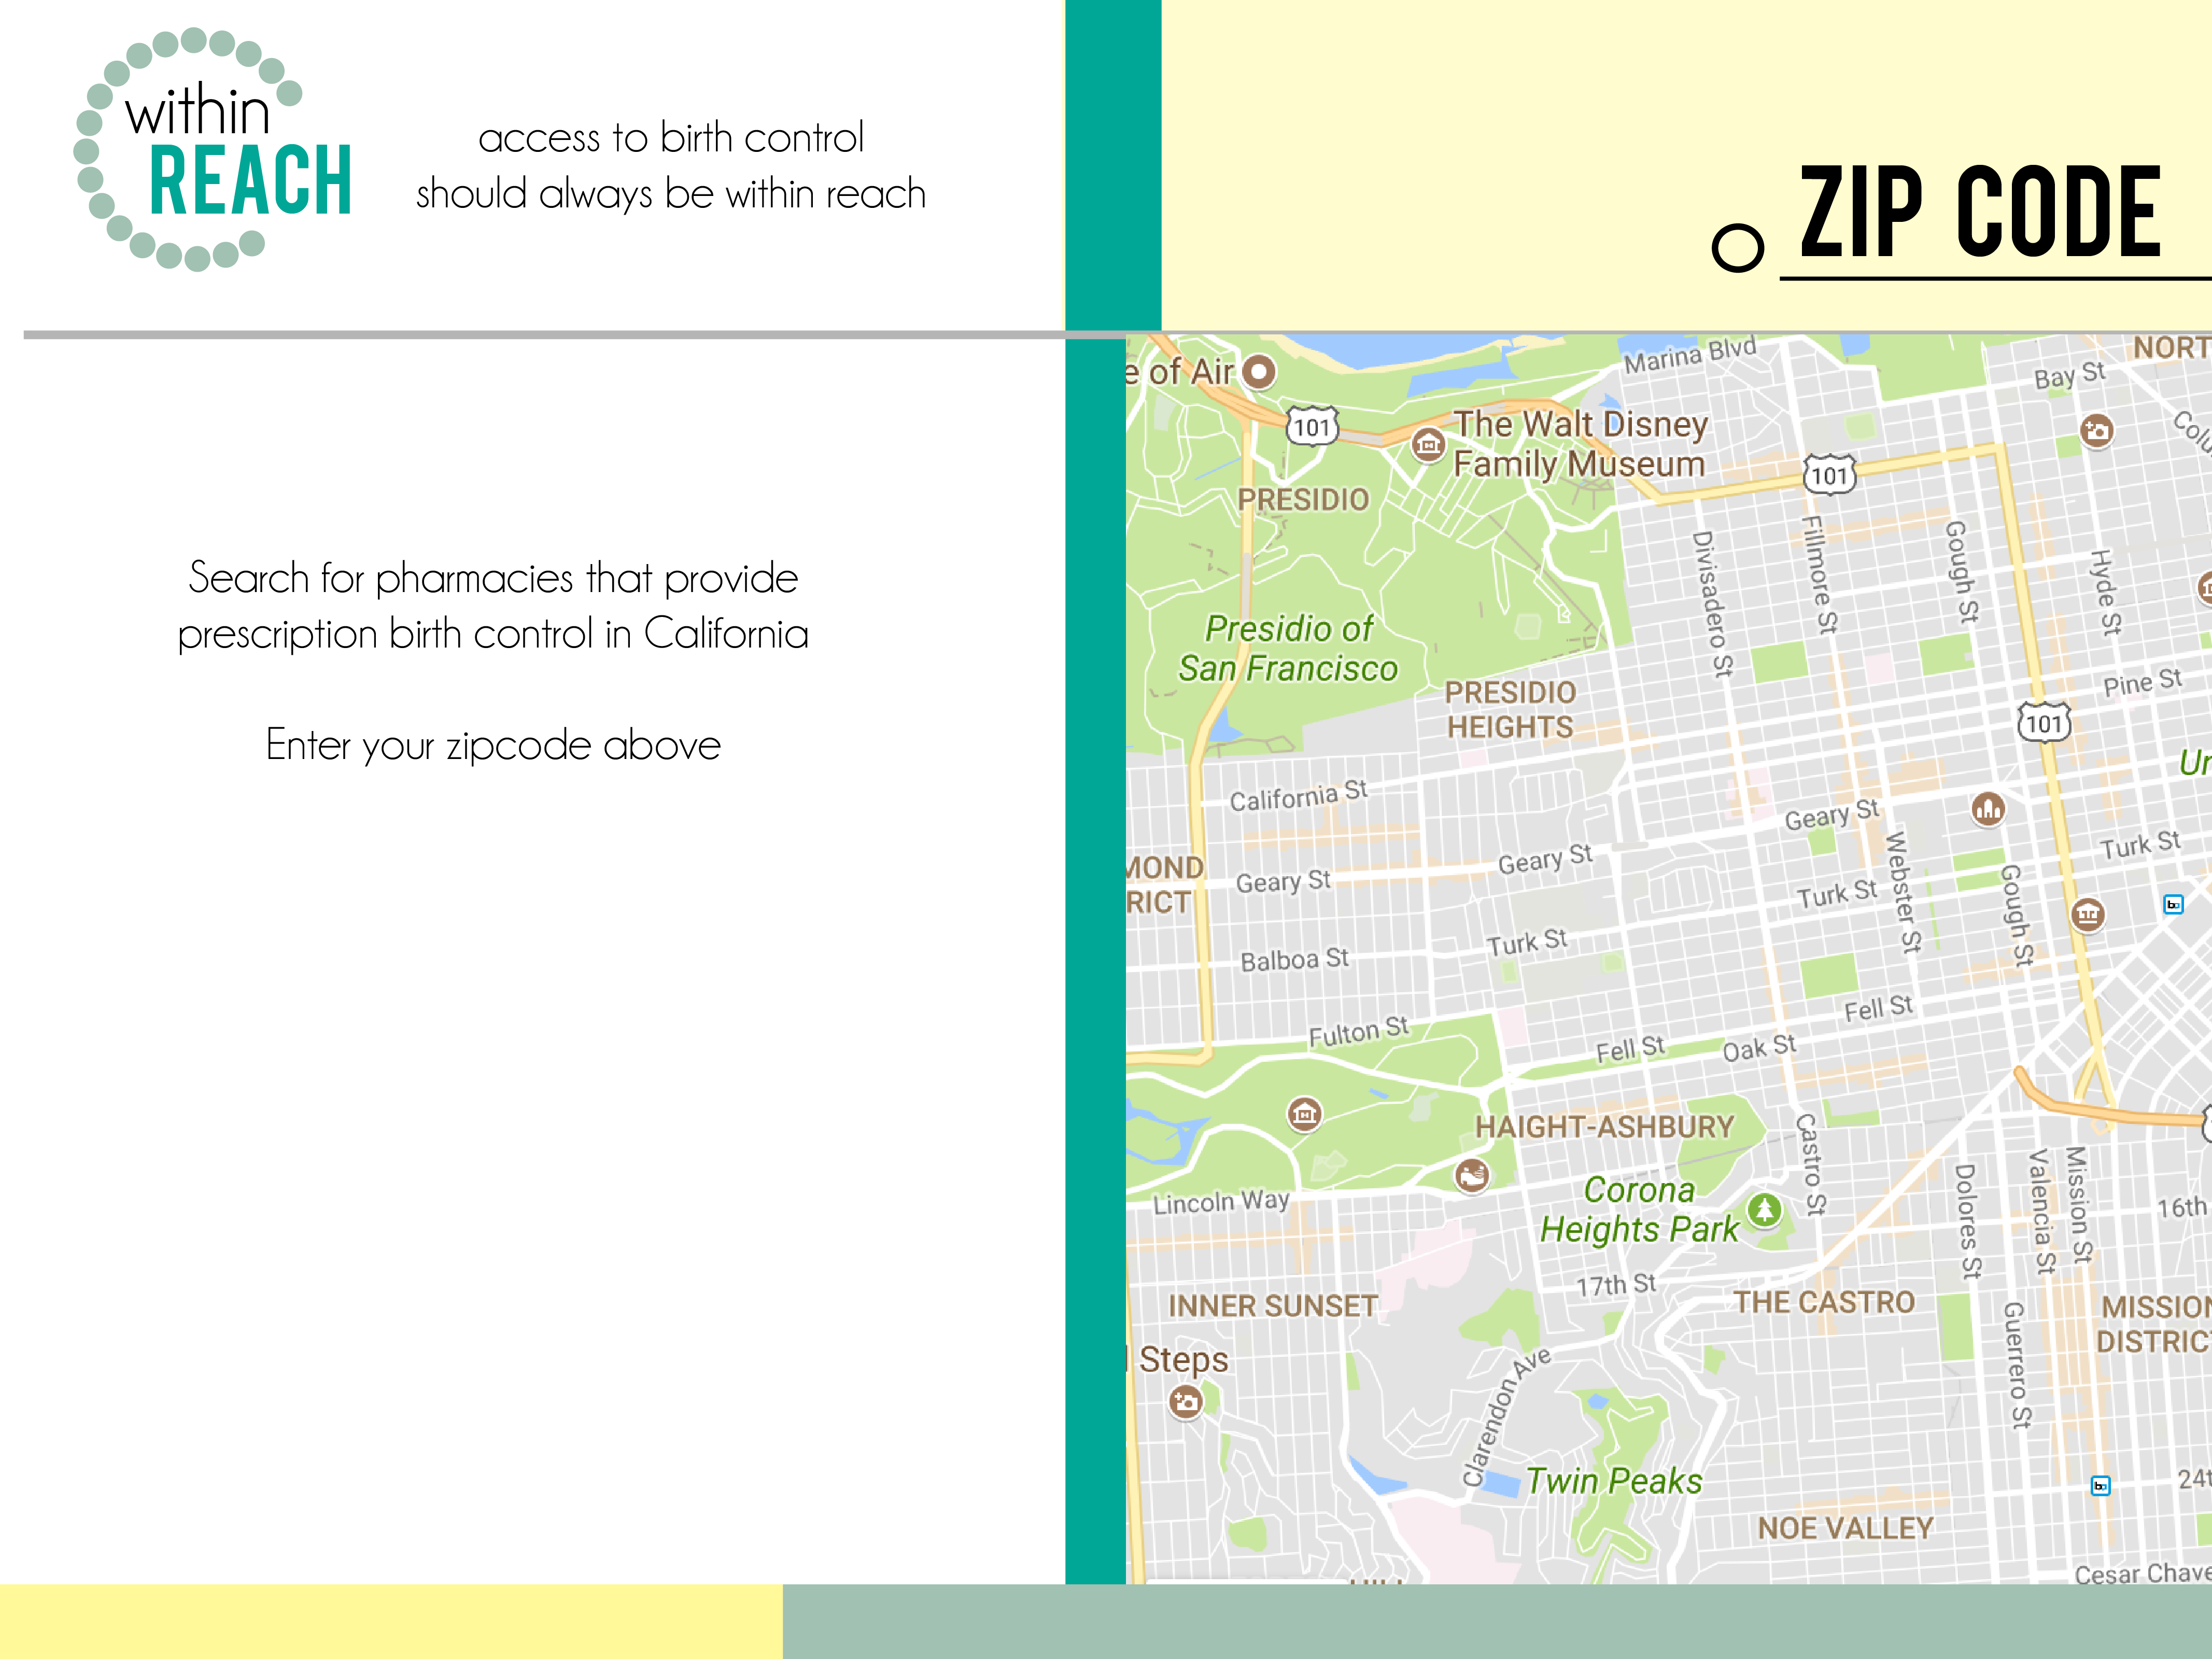 within
REACH
access to birth control
should always be within reach
ZIP CODE
Search for pharmacies that provide
prescription birth control in California
Enter your zipcode above
e of Air
Marina Blvd
NORT
Bay St
Colu
101
The Walt Disney
Family Museum
101
PRESIDIO
Divisadero St
Fillmore St
Gough St
Hyde St
Presidio of
San Francisco
PRESIDIO
HEIGHTS
Pine St
101
Un
California St
Geary St
Geary St
Geary St
Webster St
Turk St
MOND
RICT
Turk St
Gough St
Balboa St
Turk St
Fulton St
Fell St
Fell St
Oak St
HAIGHT-ASHBURY
Castro St
Corona
Heights Park
Lincoln Way
Dolores St
Valencia St
Mission St
16th
17th St
INNER SUNSET
THE CASTRO
MISSION
DISTRIC
Guerrero St
l Steps
Clarendon Ave
Twin Peaks
24t
NOE VALLEY
Cesar Chave